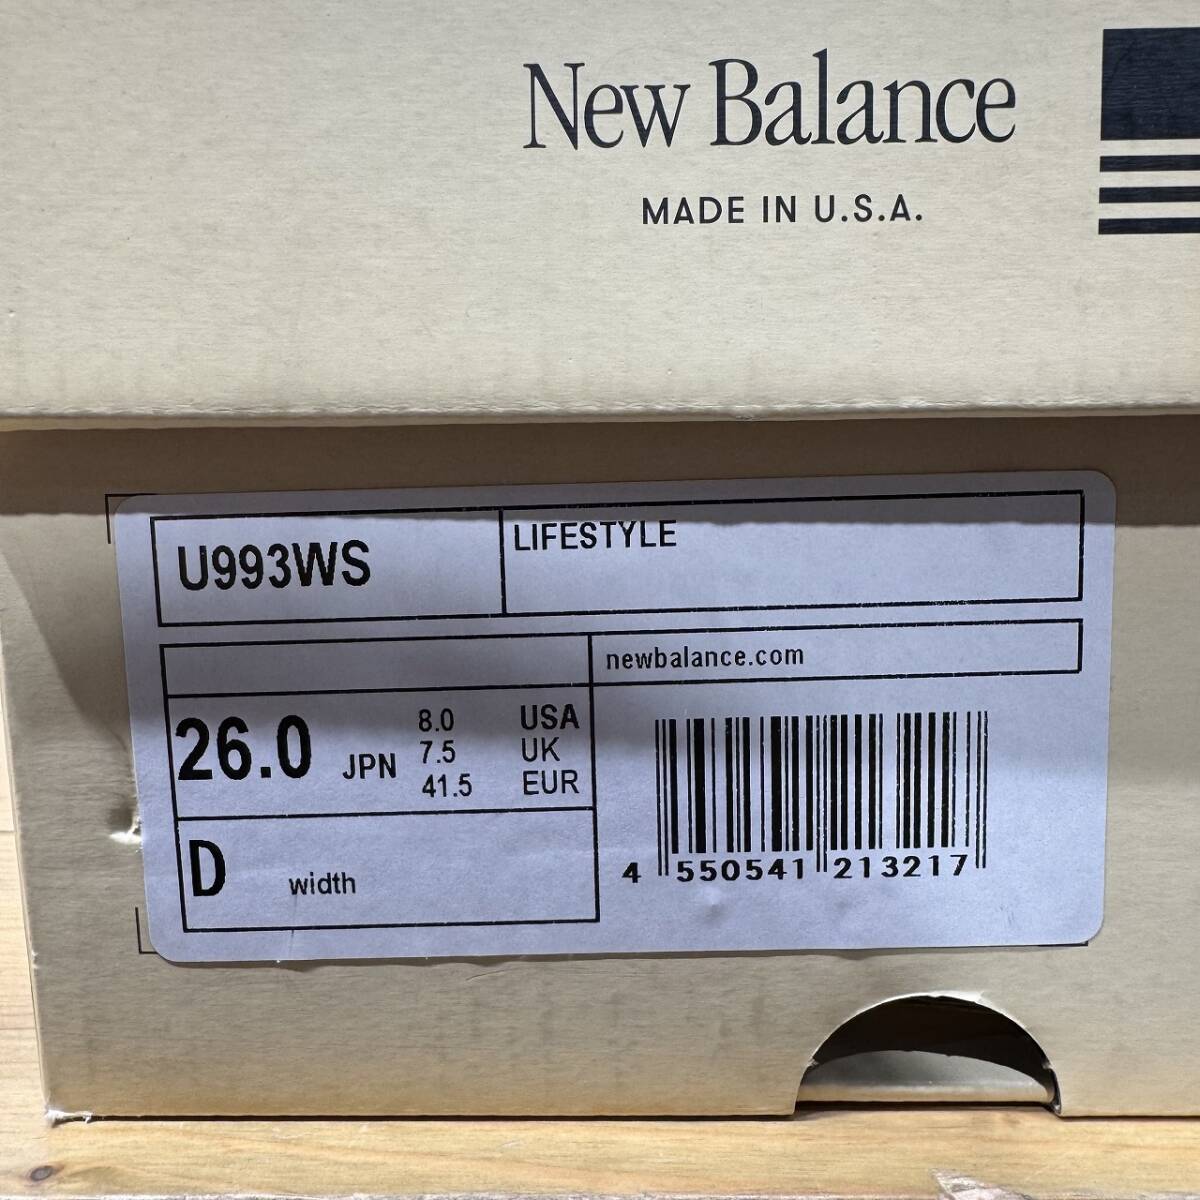 New Balance
MADE IN U.S.A.
U993WS
LIFESTYLE
newbalance.com
26.0 JPN
8.0 USA
7.5 UK
41.5 EUR
D width
4 550541 213217